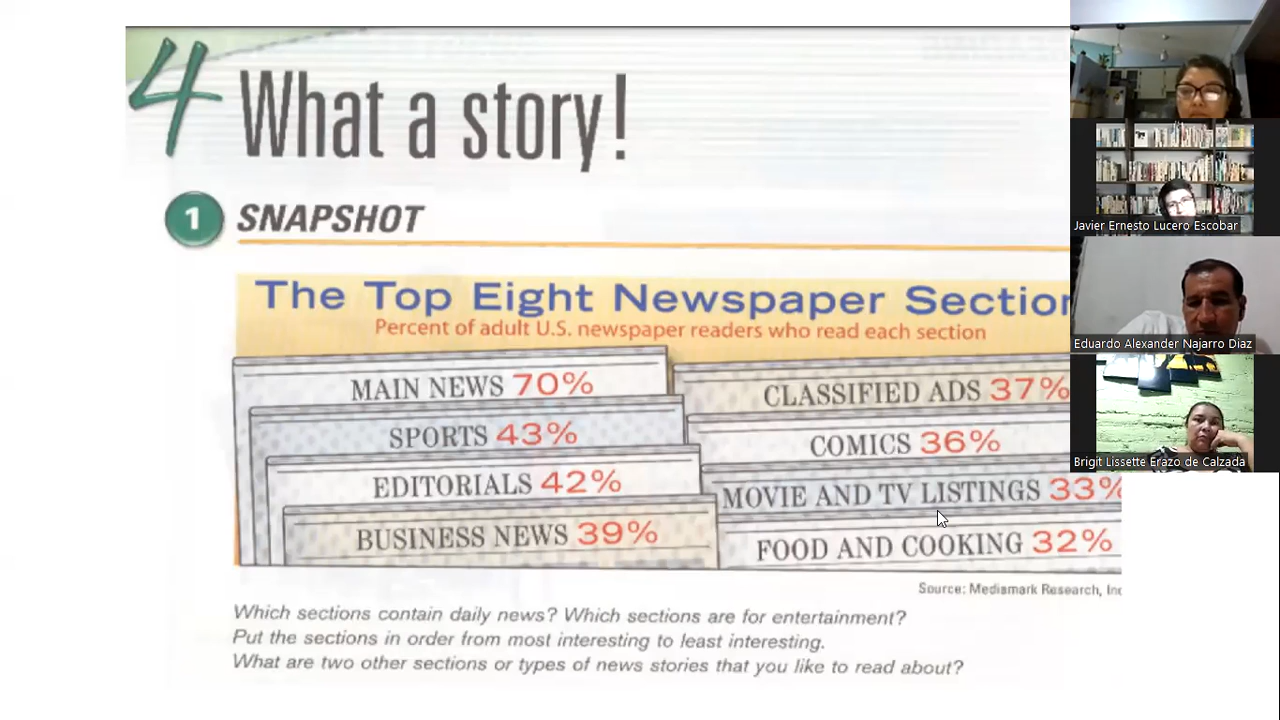 4 What a story!
1 SNAPSHOT
The Top Eight Newspaper Section
Percent of adult U.S. newspaper readers who read each section
MAIN NEWS 70%
SPORTS 43%
EDITORIALS 42%
BUSINESS NEWS 39%
CLASSIFIED ADS 37%
COMICS 36%
MOVIE AND TV LISTINGS 33%
FOOD AND COOKING 32%
Source: Mediamark Research, Inc
Which sections contain daily news? Which sections are for entertainment?
Put the sections in order from most interesting to least interesting.
What are two other sections or types of news stories that you like to read about?
Javier Ernesto Lucero Escobar
Eduardo Alexander Najarro Diaz
Brigit Lissette Erazo de Calzada